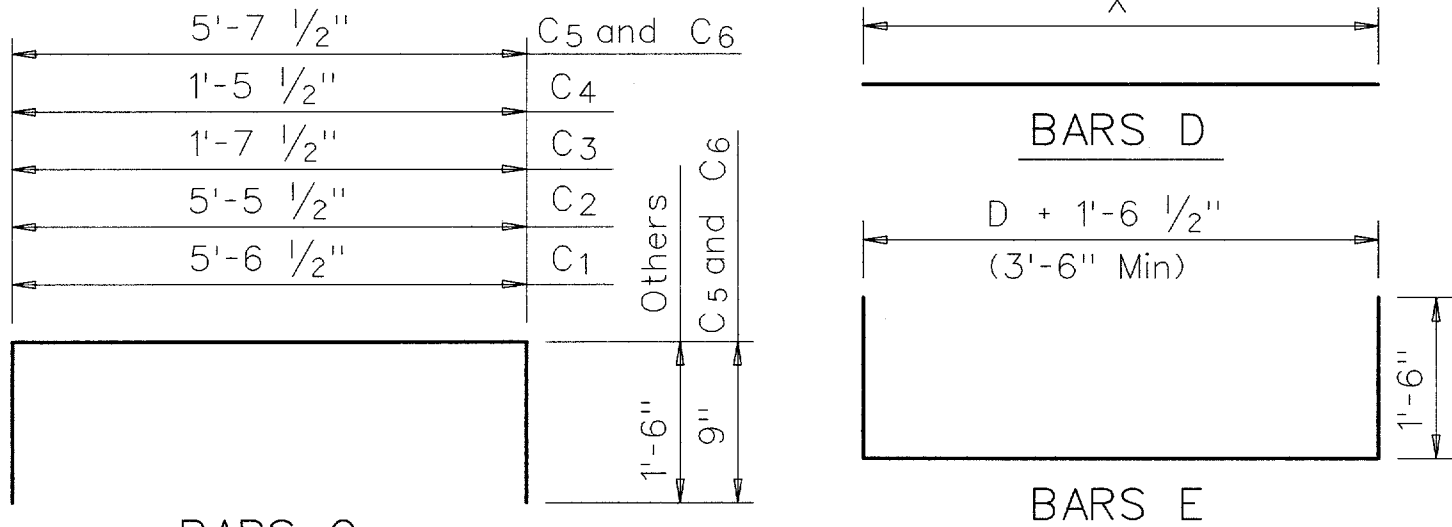 5'-7 1/2" C5 and C6
1'-5 1/2" C4
1'-7 1/2" C3
5'-5 1/2" C2
5'-6 1/2" C1
Others
C5 and C6
1'-6"
9"
BARS D
D + 1'-6 1/2"
(3'-6" Min)
1'-6"
BARS E